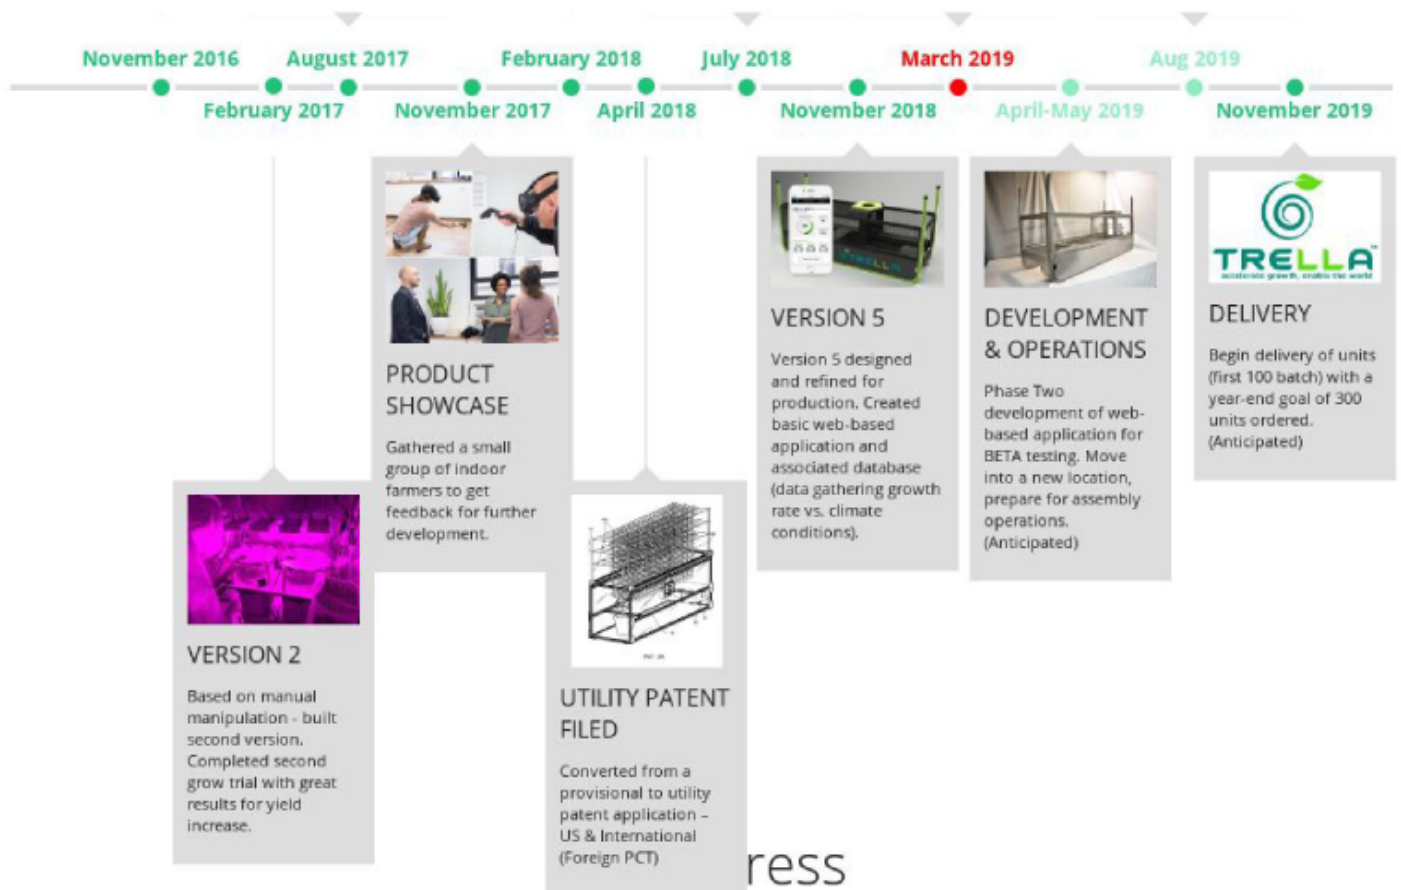 November 2016
August 2017
February 2018
July 2018
March 2019
Aug 2019
February 2017
November 2017
April 2018
November 2018
April-May 2019
November 2019
PRODUCT
SHOWCASE
Gathered a small
group of indoor
farmers to get
feedback for further
development.
TRELLA
VERSION 5
Version 5 designed
and refined for
production. Created
basic web-based
application and
associated database
(data gathering growth
rate vs. climate
conditions).
DEVELOPMENT
& OPERATIONS
Phase Two
development of web-
based application for
BETA testing. Move
into a new location,
prepare for assembly
operations.
(Anticipated)
TRELLA™
accelerate growth, enable the world
DELIVERY
Begin delivery of units
(first 100 batch) with a
year-end goal of 300
units ordered.
(Anticipated)
VERSION 2
Based on manual
manipulation - built
second version.
Completed second
grow trial with great
results for yield
increase.
UTILITY PATENT
FILED
Converted from a
provisional to utility
patent application –
US & International
(Foreign PCT)
ress